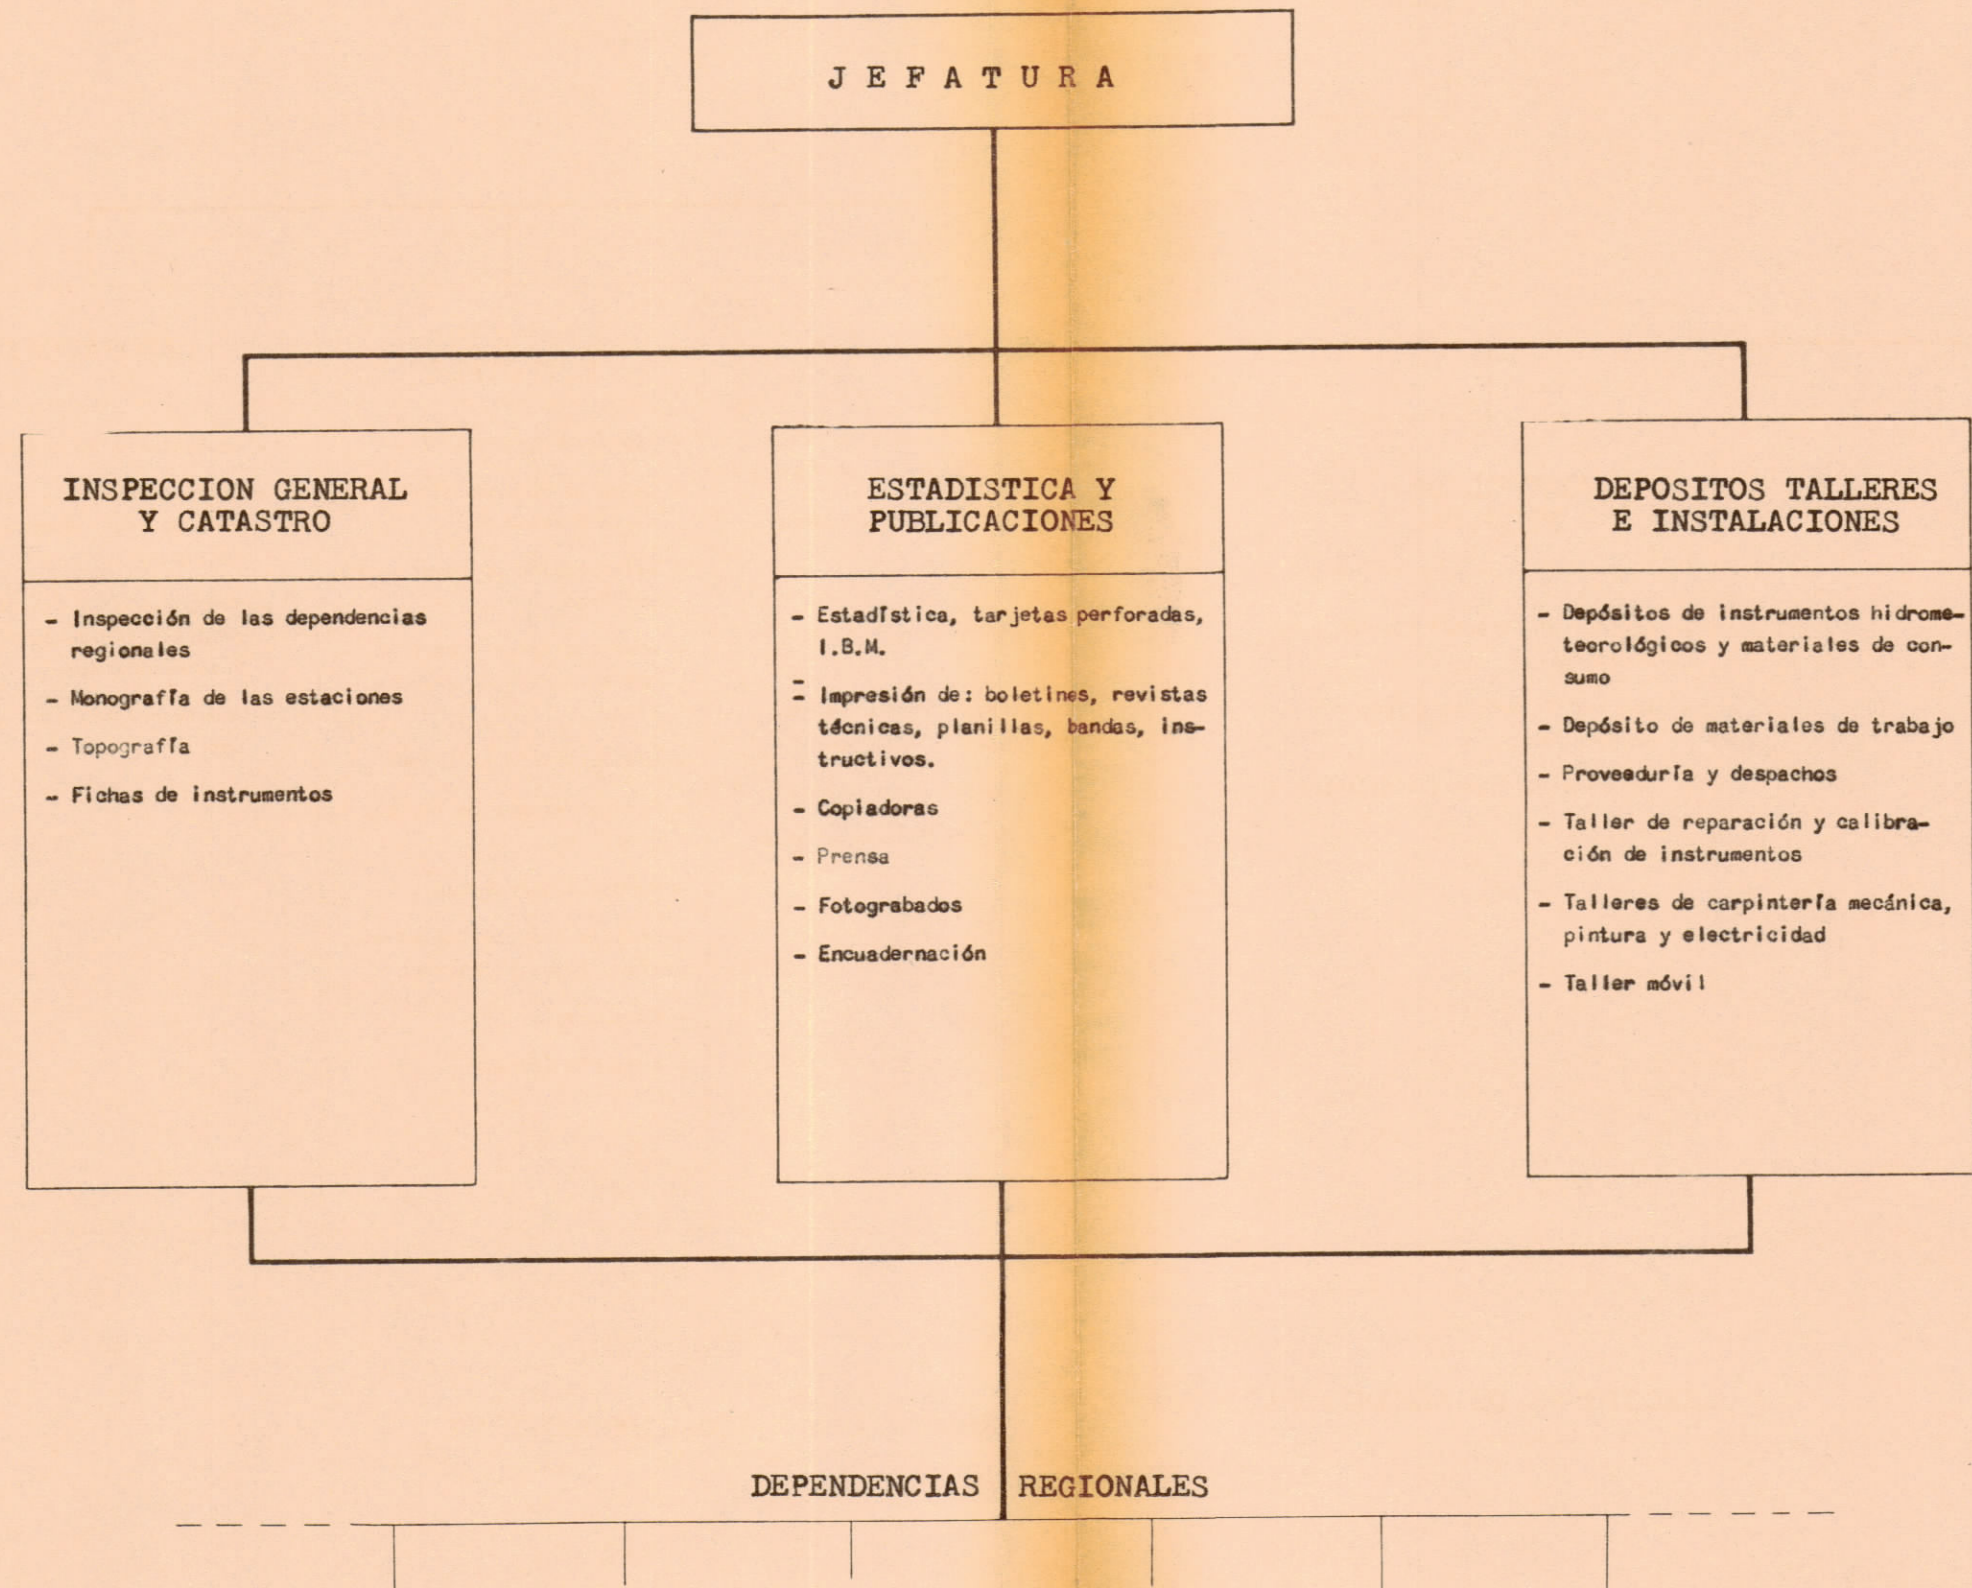 J E F A T U R A
INSPECCION GENERAL
Y CATASTRO
- Inspección de las dependencias
regionales
- Monografía de las estaciones
- Topografía
- Fichas de instrumentos
ESTADISTICA Y
PUBLICACIONES
- Estadística, tarjetas perforadas,
I.B.M.
- Impresión de: boletines, revistas
técnicas, planillas, bandas, ins-
tructivos.
- Copiadoras
- Prensa
- Fotograbados
- Encuadernación
DEPOSITOS TALLERES
E INSTALACIONES
- Depósitos de instrumentos hidrome-
teorológicos y materiales de con-
sumo
- Depósito de materiales de trabajo
- Proveeduría y despachos
- Taller de reparación y calibra-
ción de instrumentos
- Talleres de carpintería mecánica,
pintura y electricidad
- Taller móvil
DEPENDENCIAS REGIONALES